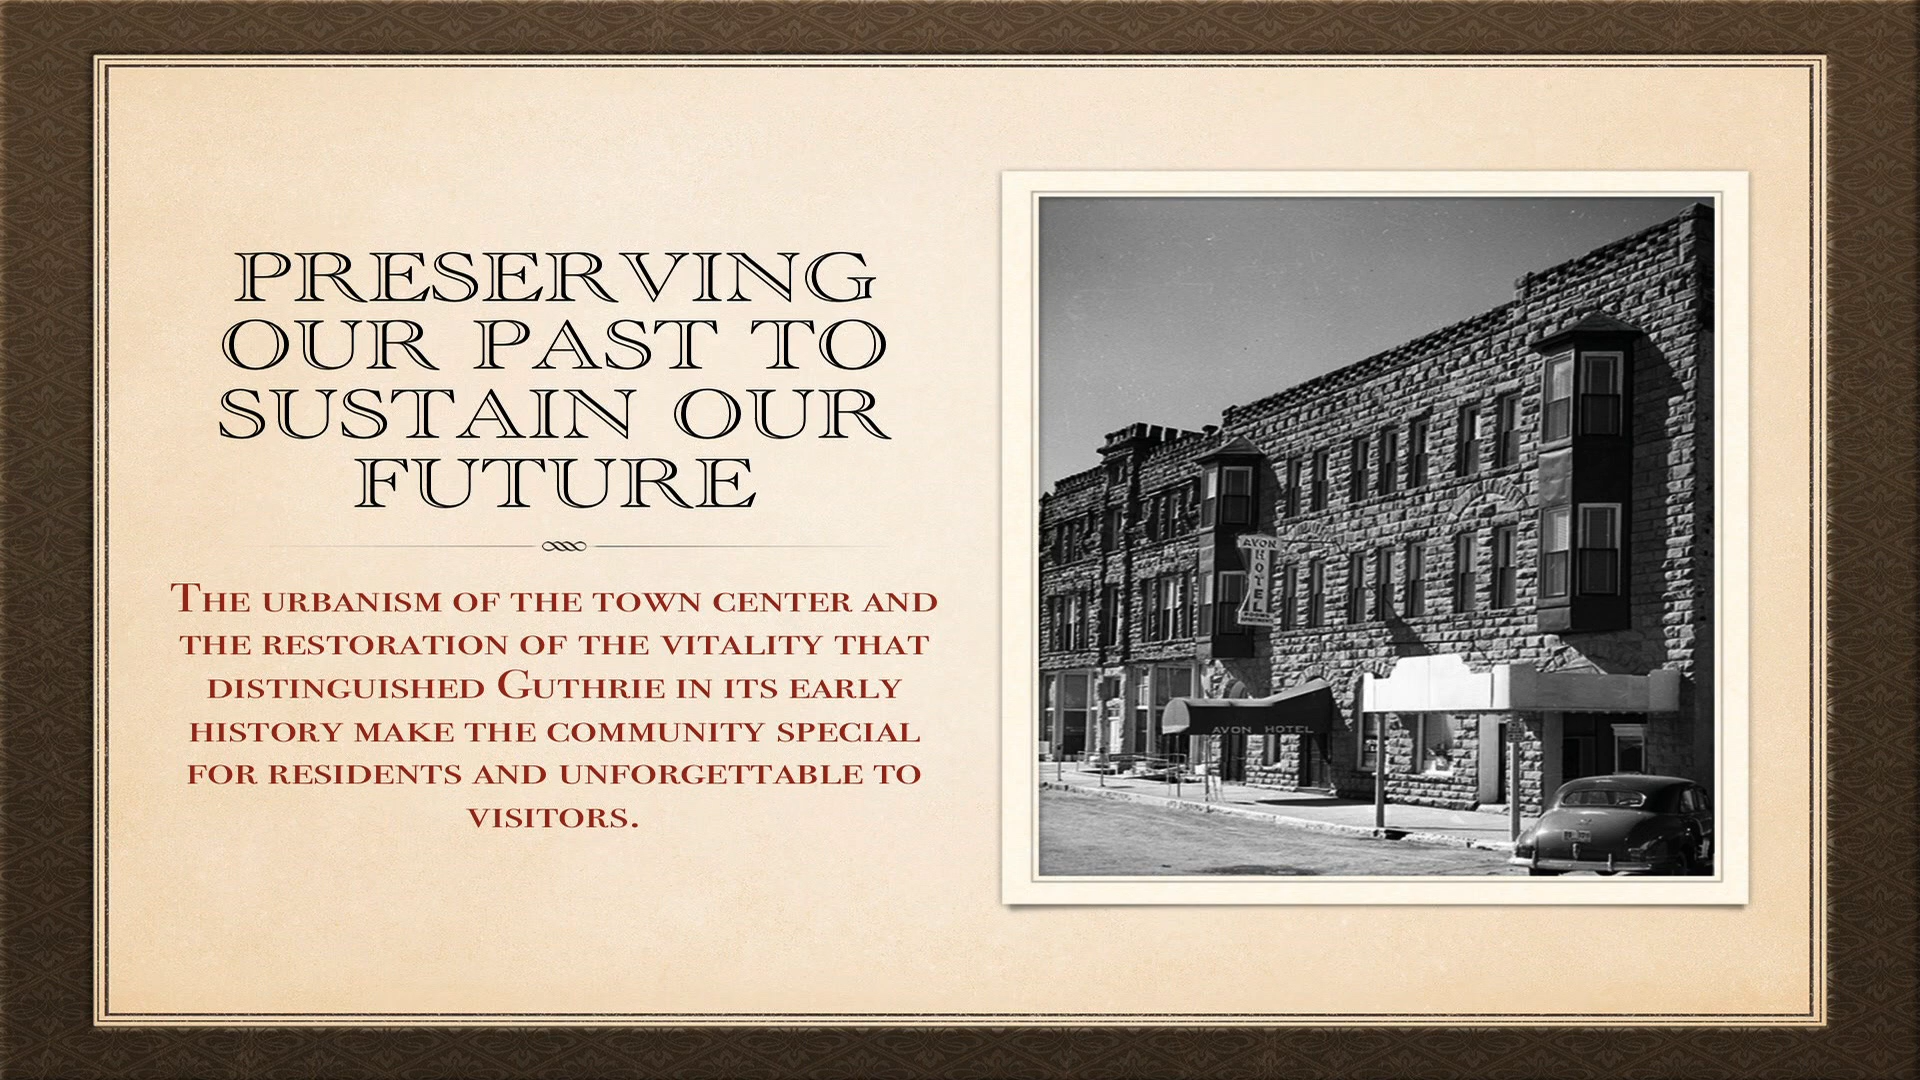 PRESERVING
OUR PAST TO
SUSTAIN OUR
FUTURE
The urbanism of the town center and
the restoration of the vitality that
distinguished Guthrie in its early
history make the community special
for residents and unforgettable to
visitors.
AVON
HOTEL
AVON HOTEL